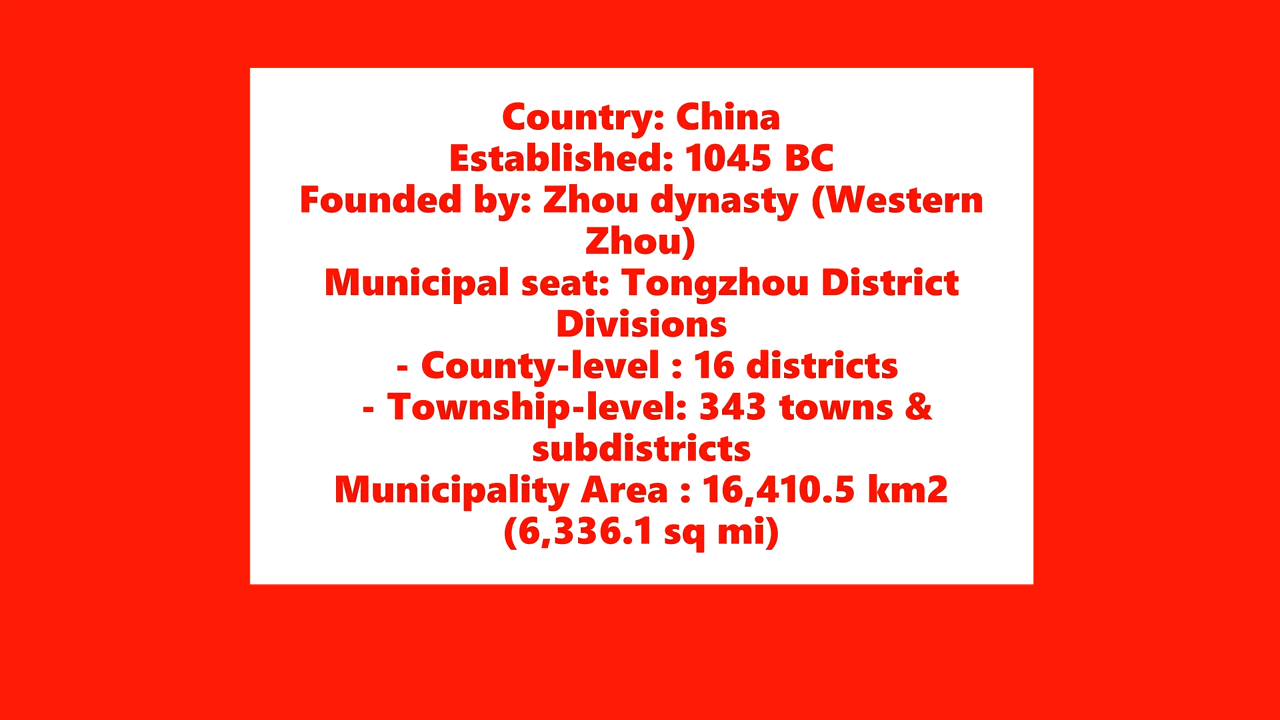 Country: China
Established: 1045 BC
Founded by: Zhou dynasty (Western
Zhou)
Municipal seat: Tongzhou District
Divisions
- County-level : 16 districts
- Township-level: 343 towns &
subdistricts
Municipality Area : 16,410.5 km2
(6,336.1 sq mi)